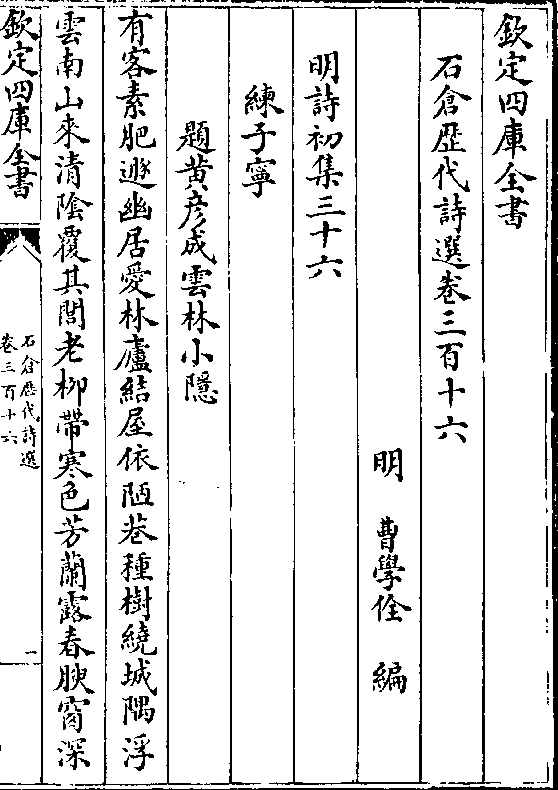 欽定四庫全書
石倉歷代詩選卷三百十六
明 曹學佺 編
明詩初集三十六
練子寧
題黄彦成雲林小隱
有客素肥遯幽居愛林廬結屋依陋巷種樹繞城隅浮
雲南山來清陰覆其閭老柳帶寒色芳蘭露春腴窗深
欽定四庫全書
石倉歷代詩選
卷三百十六
一